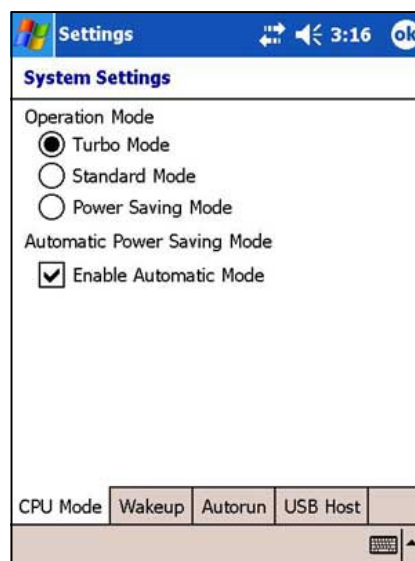 Settings 3:16 ok
System Settings
Operation Mode
Turbo Mode
Standard Mode
Power Saving Mode
Automatic Power Saving Mode
Enable Automatic Mode
CPU Mode Wakeup Autorun USB Host